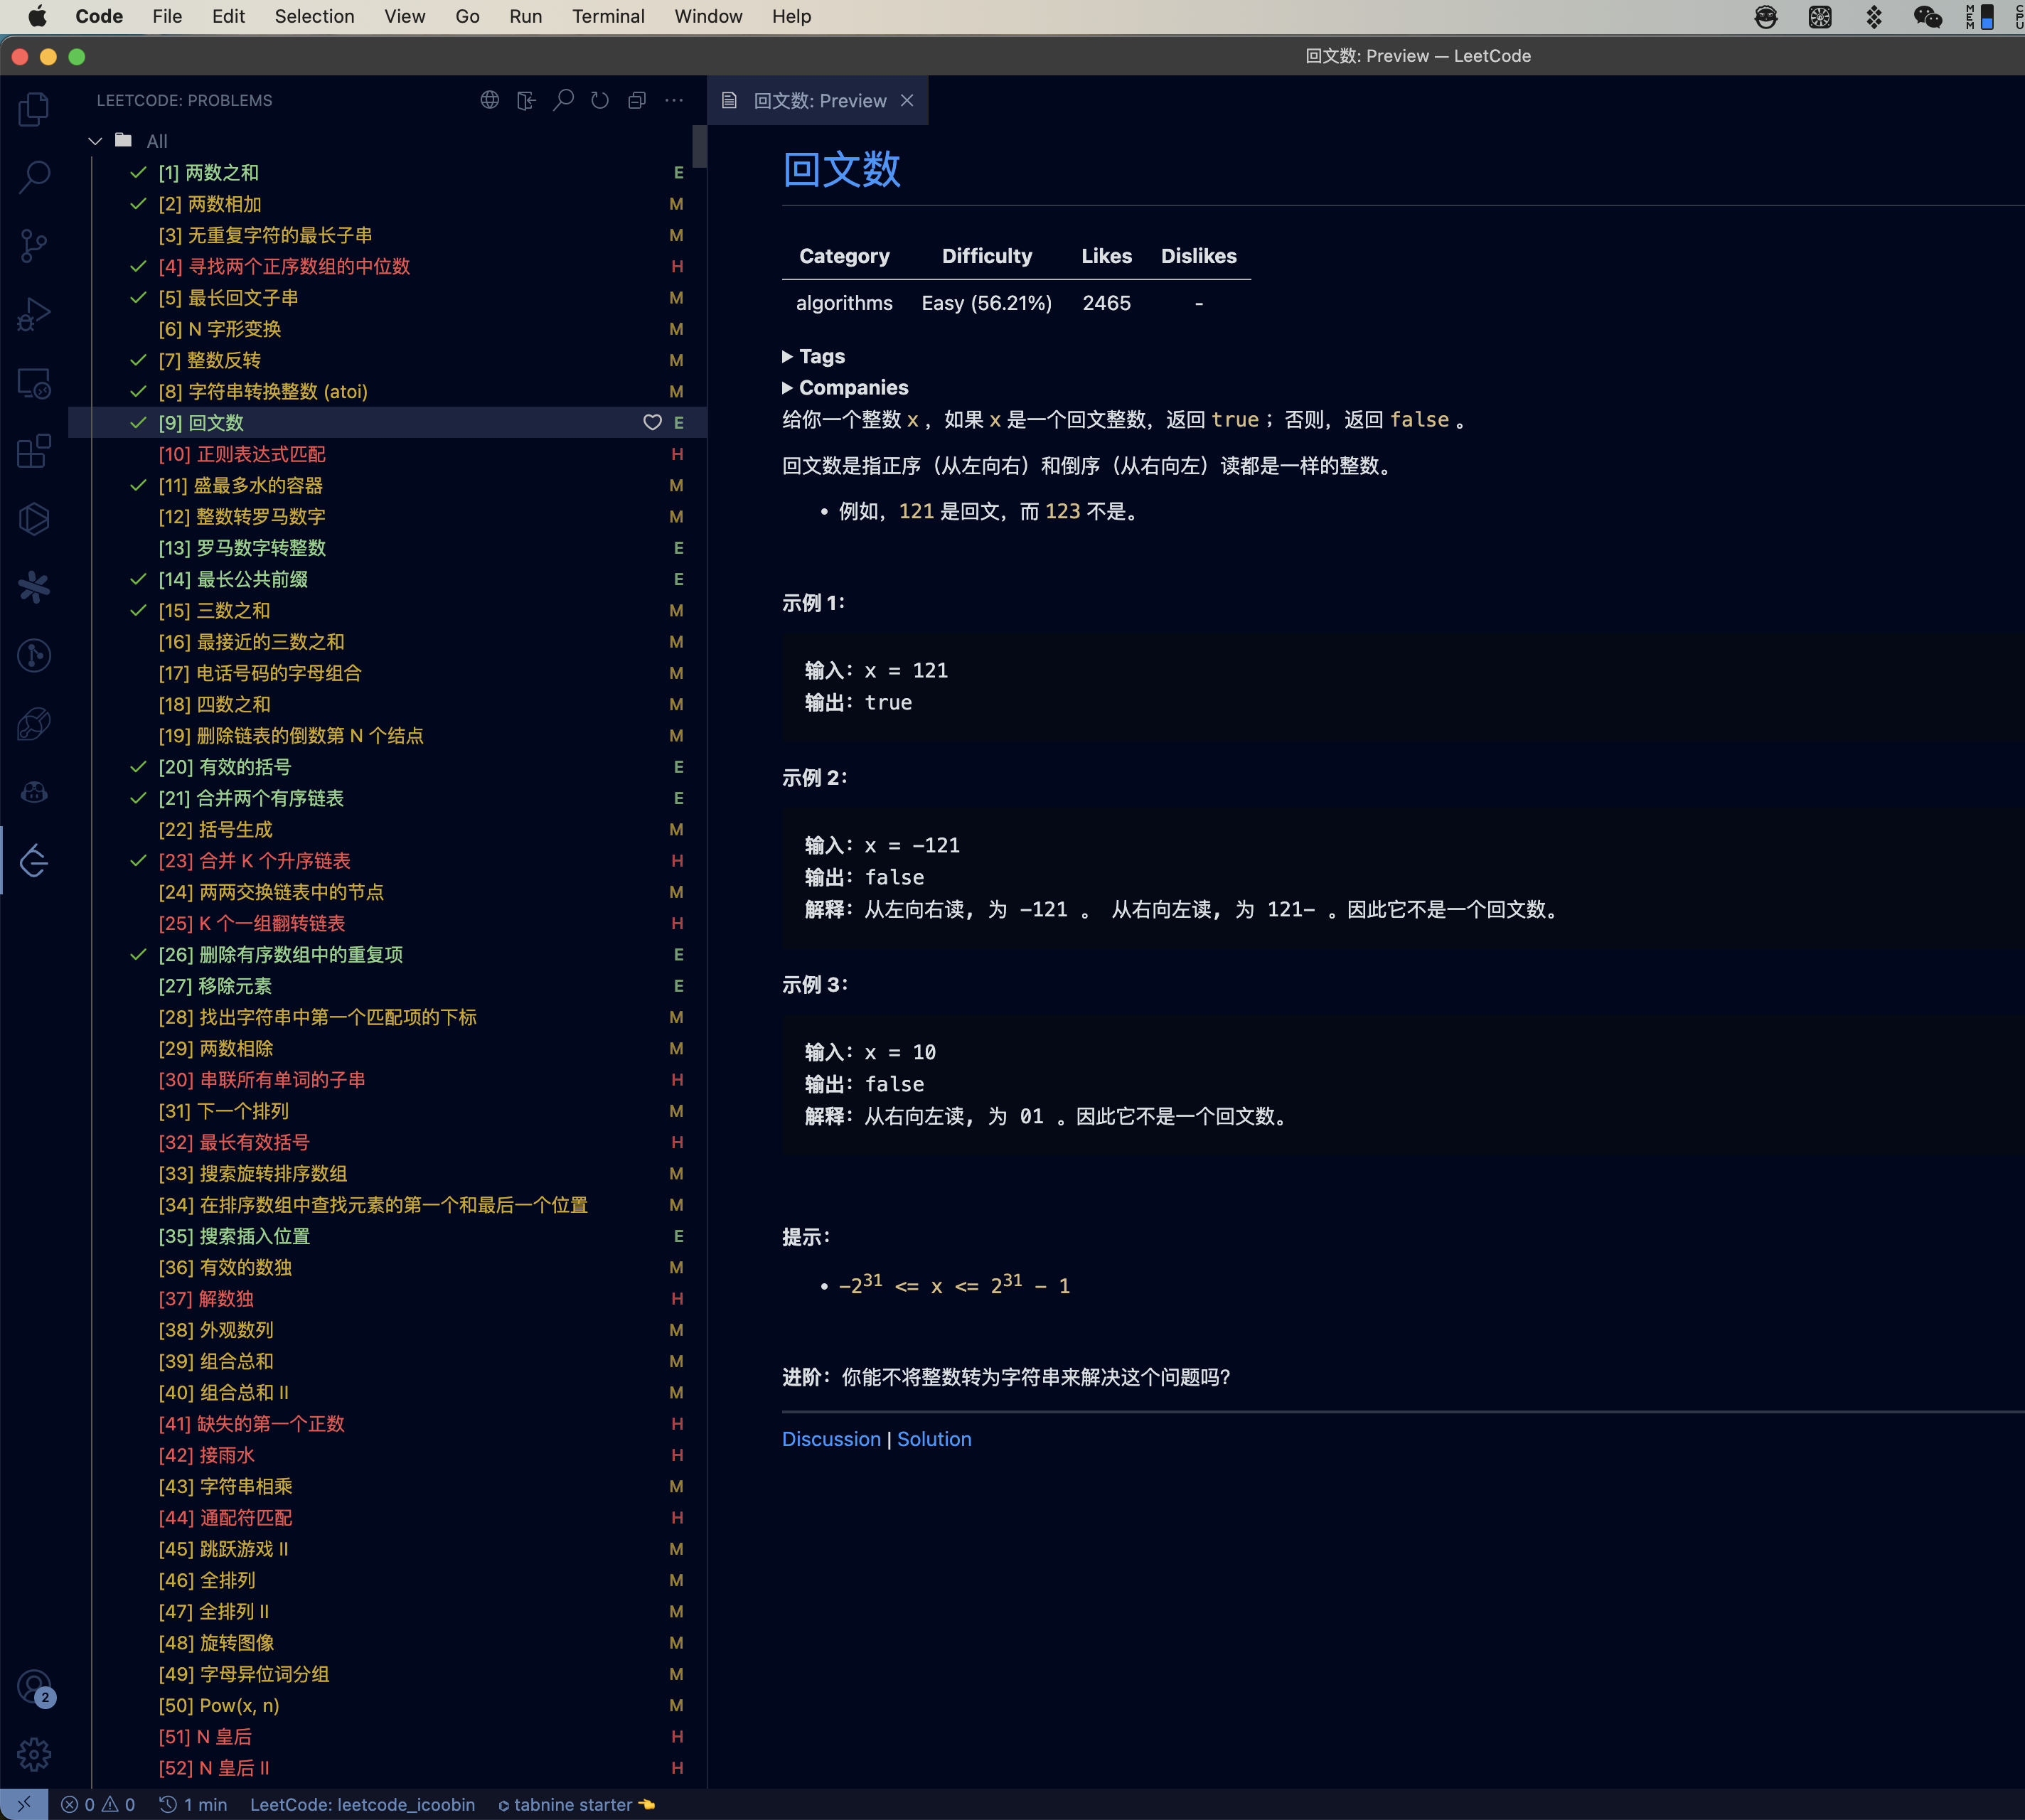 Code File Edit Selection View Go Run Terminal Window Help
MEM CPU
回文数: Preview — LeetCode
LEETCODE: PROBLEMS
回文数: Preview
All
[1] 两数之和 E
[2] 两数相加 M
[3] 无重复字符的最长子串 M
[4] 寻找两个正序数组的中位数 H
[5] 最长回文子串 M
[6] N 字形变换 M
[7] 整数反转 M
[8] 字符串转换整数 (atoi) M
[9] 回文数 E
[10] 正则表达式匹配 H
[11] 盛最多水的容器 M
[12] 整数转罗马数字 M
[13] 罗马数字转整数 E
[14] 最长公共前缀 E
[15] 三数之和 M
[16] 最接近的三数之和 M
[17] 电话号码的字母组合 M
[18] 四数之和 M
[19] 删除链表的倒数第 N 个结点 M
[20] 有效的括号 E
[21] 合并两个有序链表 E
[22] 括号生成 M
[23] 合并 K 个升序链表 H
[24] 两两交换链表中的节点 M
[25] K 个一组翻转链表 H
[26] 删除有序数组中的重复项 E
[27] 移除元素 E
[28] 找出字符串中第一个匹配项的下标 M
[29] 两数相除 M
[30] 串联所有单词的子串 H
[31] 下一个排列 M
[32] 最长有效括号 H
[33] 搜索旋转排序数组 M
[34] 在排序数组中查找元素的第一个和最后一个位置 M
[35] 搜索插入位置 E
[36] 有效的数独 M
[37] 解数独 H
[38] 外观数列 M
[39] 组合总和 M
[40] 组合总和 II M
[41] 缺失的第一个正数 H
[42] 接雨水 H
[43] 字符串相乘 M
[44] 通配符匹配 H
[45] 跳跃游戏 II M
[46] 全排列 M
[47] 全排列 II M
[48] 旋转图像 M
[49] 字母异位词分组 M
[50] Pow(x, n) M
[51] N 皇后 H
[52] N 皇后 II H
回文数
Category Difficulty Likes Dislikes
algorithms Easy (56.21%) 2465 -
Tags
Companies
给你一个整数 x ，如果 x 是一个回文整数，返回 true ；否则，返回 false 。
回文数是指正序（从左向右）和倒序（从右向左）读都是一样的整数。
• 例如，121 是回文，而 123 不是。
示例 1：
输入：x = 121
输出：true
示例 2：
输入：x = -121
输出：false
解释：从左向右读, 为 -121 。 从右向左读, 为 121- 。因此它不是一个回文数。
示例 3：
输入：x = 10
输出：false
解释：从右向左读, 为 01 。因此它不是一个回文数。
提示：
• -2³¹ <= x <= 2³¹ - 1
进阶：你能不将整数转为字符串来解决这个问题吗?
Discussion | Solution
2
0 0 1 min LeetCode: leetcode_icoobin tabnine starter